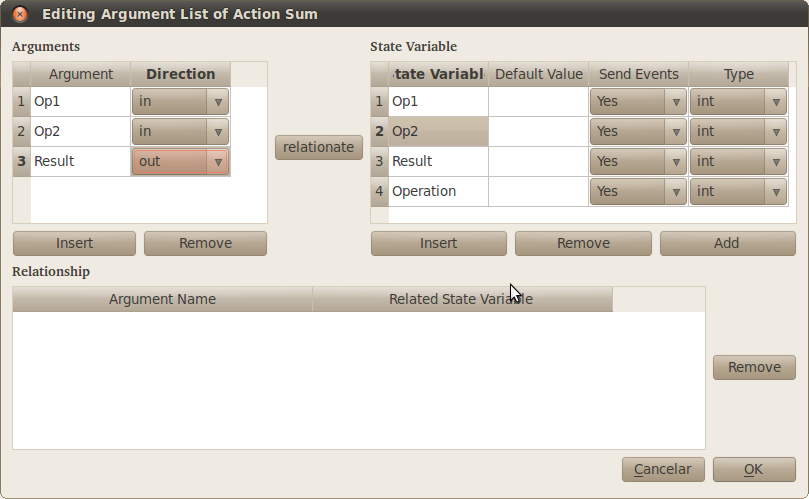 Editing Argument List of Action Sum
Arguments
Argument Direction
1 Op1 in
2 Op2 in
3 Result out
Insert Remove
relationate
State Variable
tate Variabl Default Value Send Events Type
1 Op1 Yes int
2 Op2 Yes int
3 Result Yes int
4 Operation Yes int
Insert Remove Add
Relationship
Argument Name Related State Variable
Remove
Cancelar OK